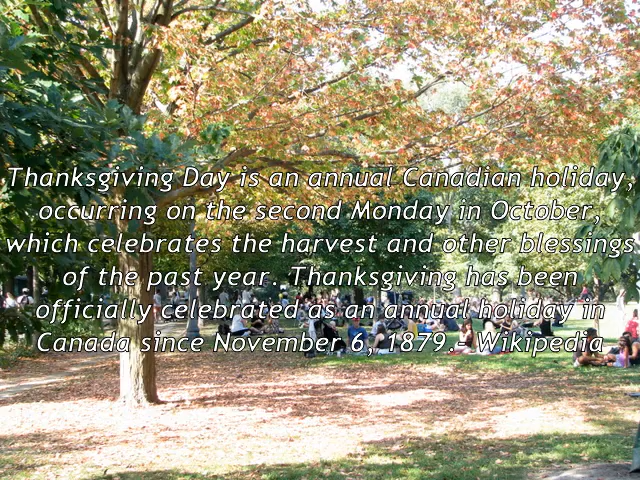 Thanksgiving Day is an annual Canadian holiday,
occurring on the second Monday in October,
which celebrates the harvest and other blessings
of the past year. Thanksgiving has been
officially celebrated as an annual holiday in
Canada since November 6, 1879.- Wikipedia